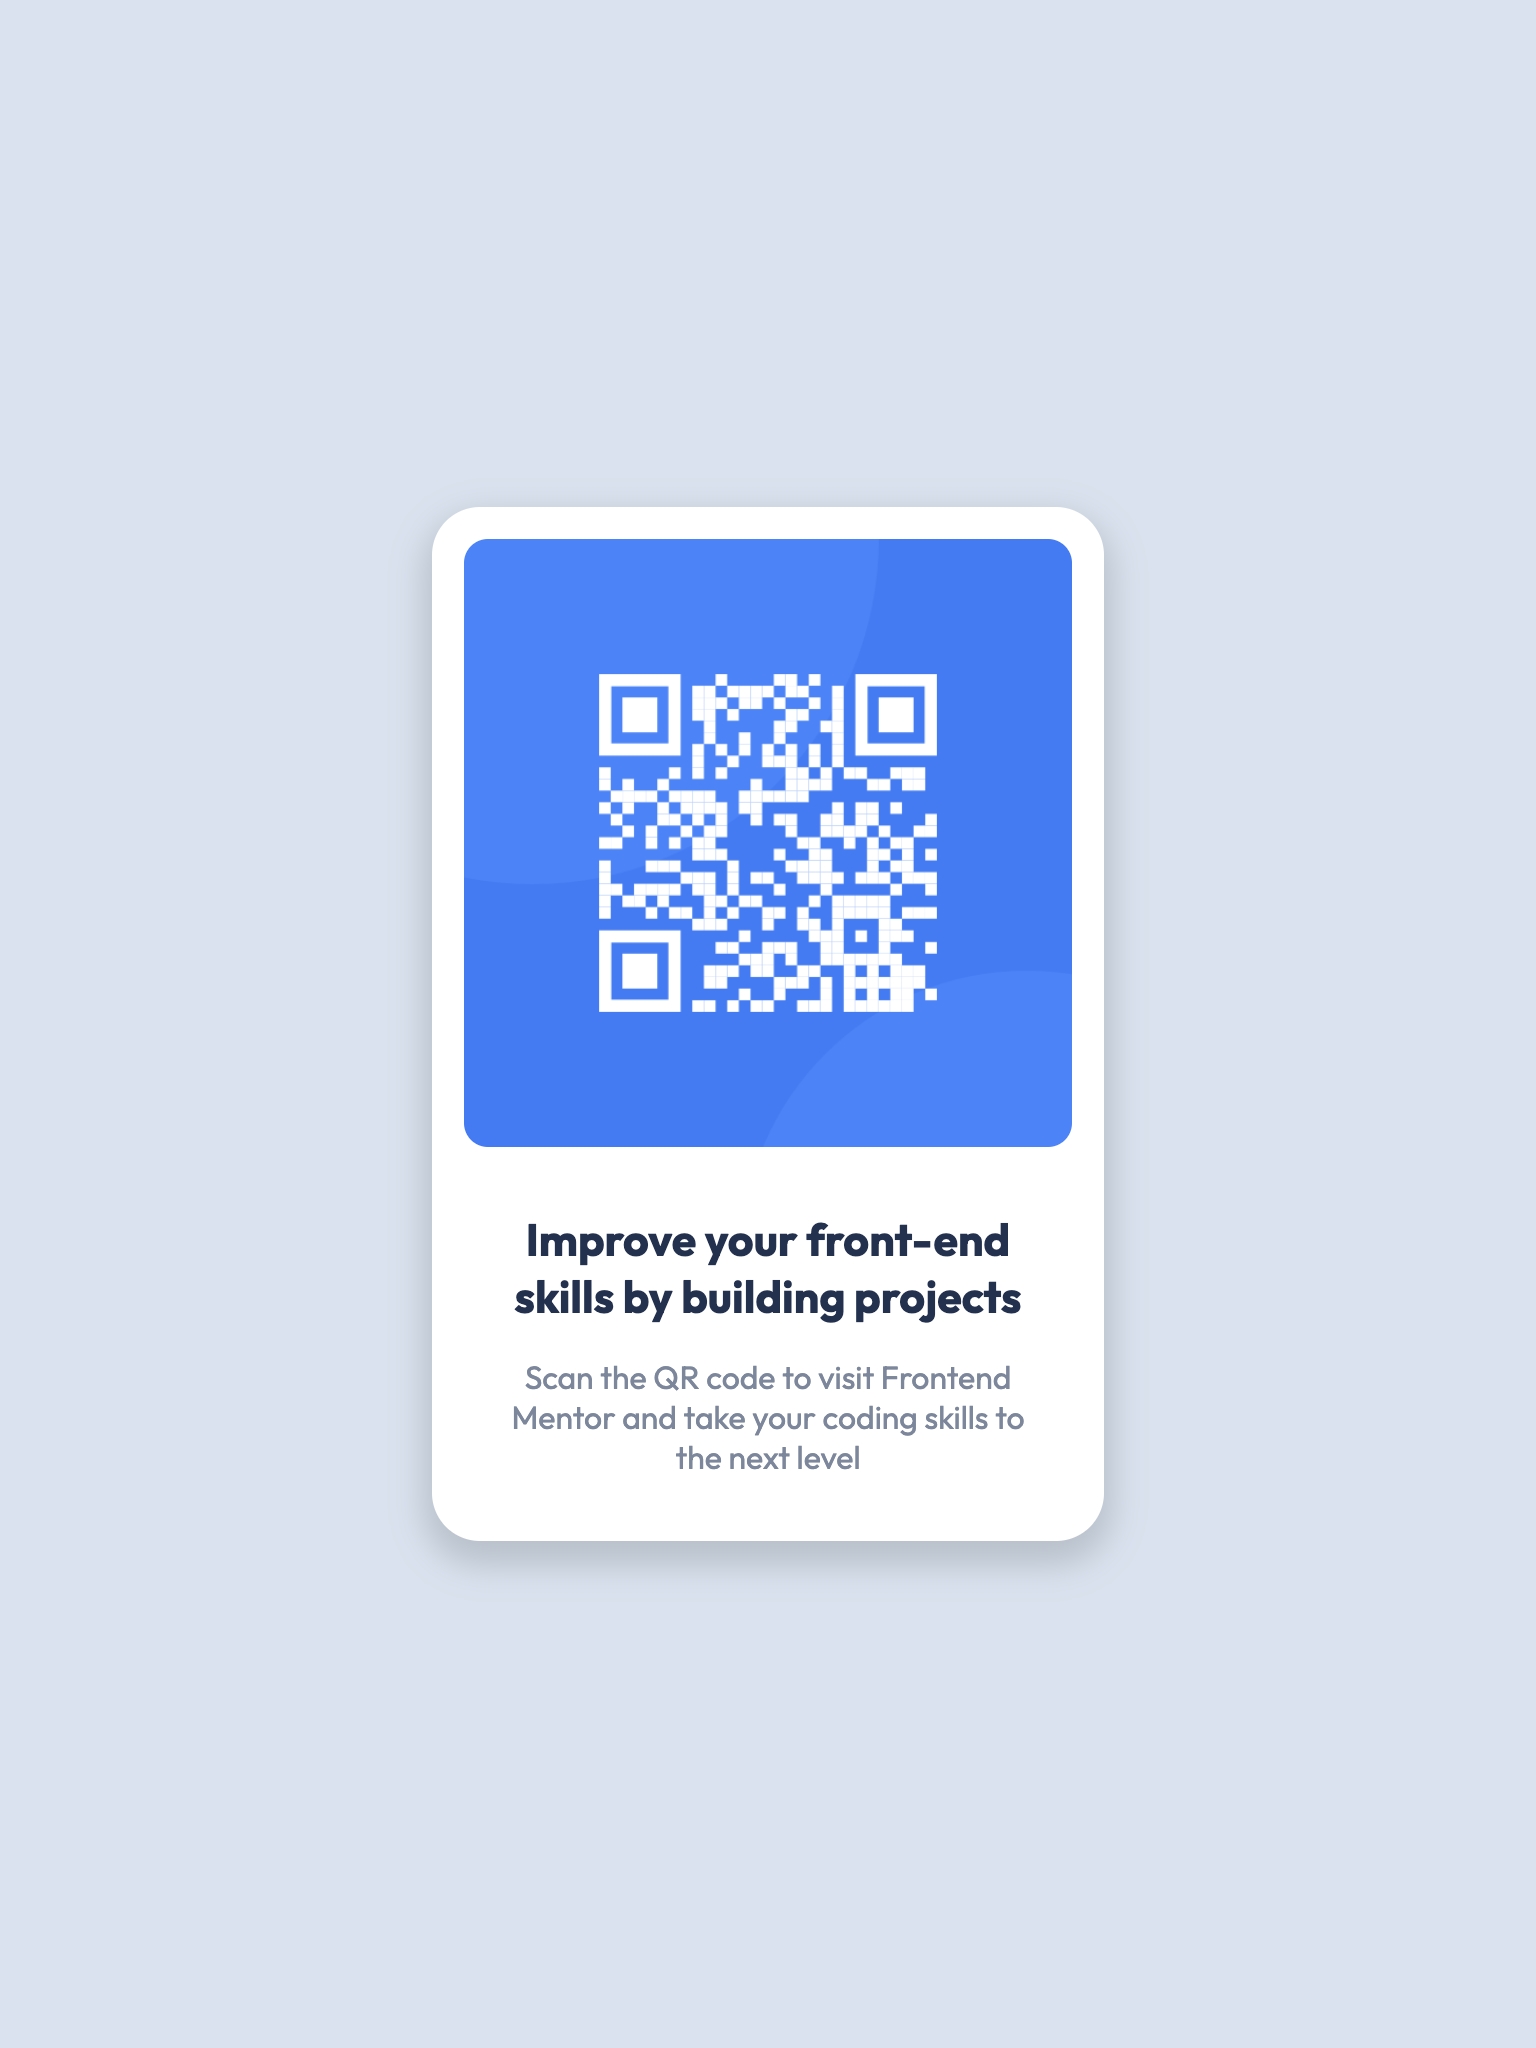 Improve your front-end
skills by building projects
Scan the QR code to visit Frontend
Mentor and take your coding skills to
the next level